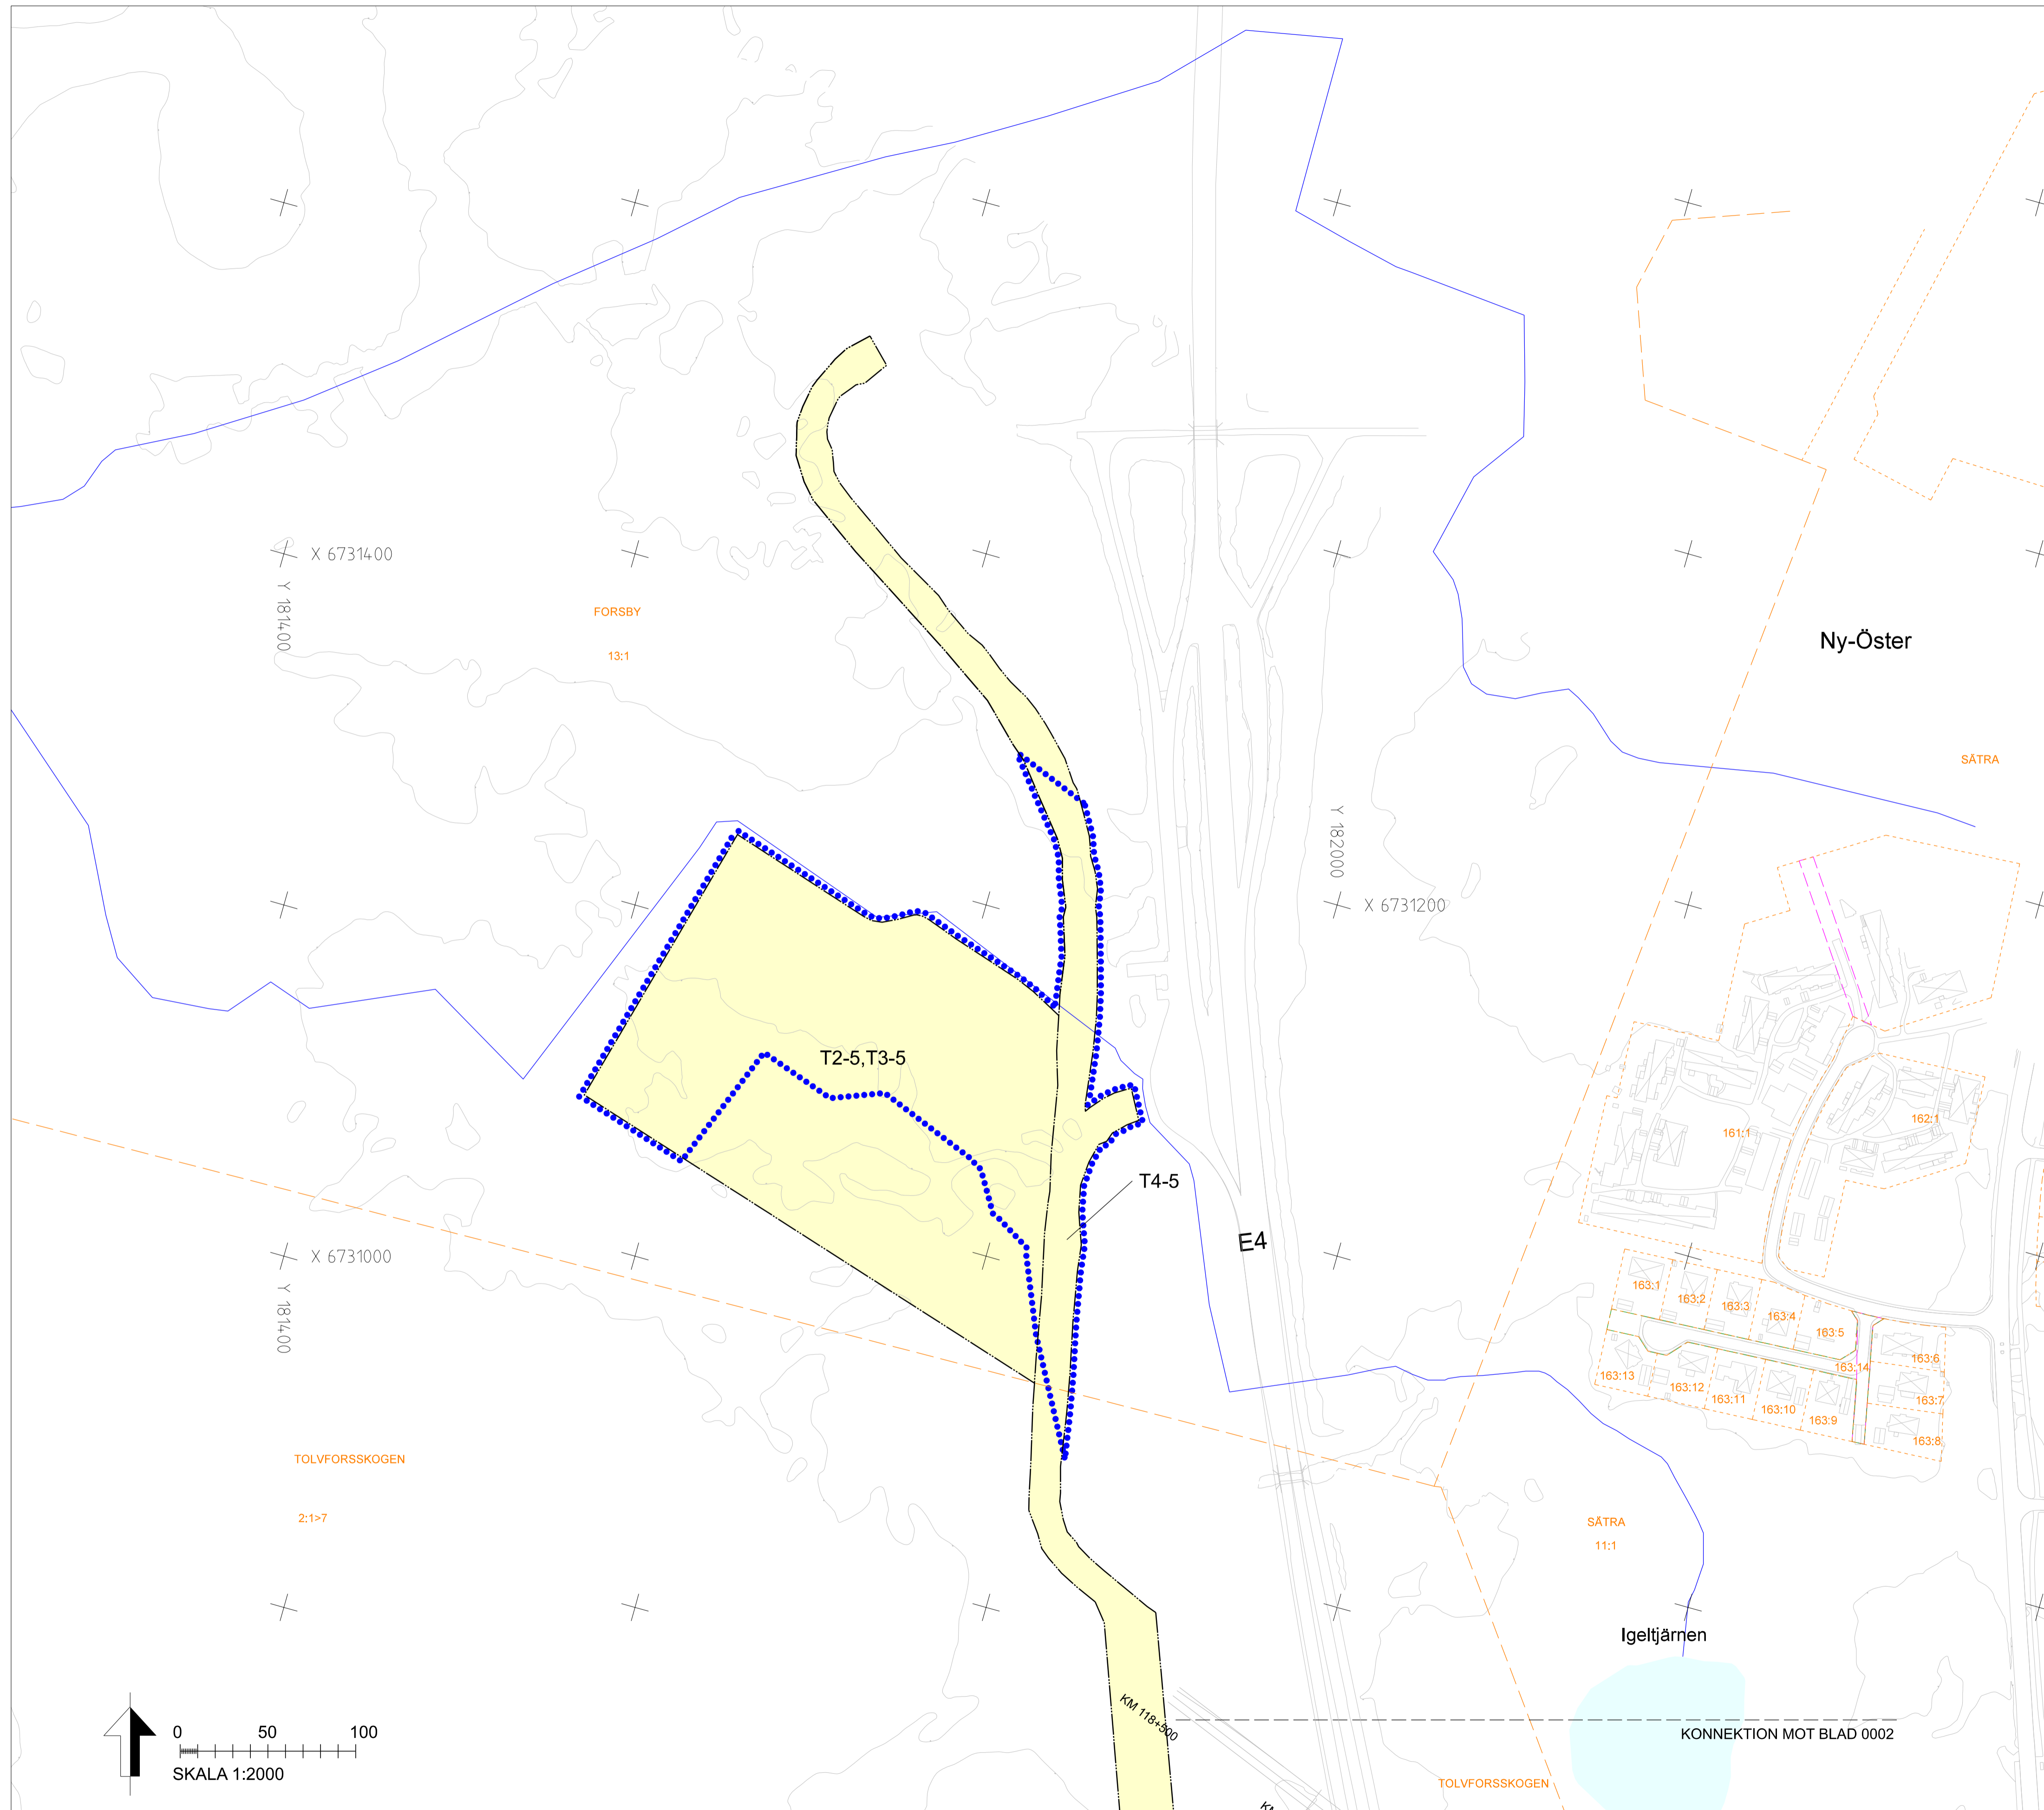 X 6731400
Y 181400
FORSBY
13:1
Ny-Öster
SÄTRA
Y 182000
X 6731200
T2-5,T3-5
161:1
162:1
T4-5
E4
X 6731000
Y 181400
163:1
163:2
163:3
163:4
163:5
163:6
163:14
163:13
163:12
163:11
163:10
163:9
163:7
163:8
TOLVFORSSKOGEN
2:1>7
SÄTRA
11:1
Igeltjärnen
KM 118+500
KONNEKTION MOT BLAD 0002
0 50 100
SKALA 1:2000
TOLVFORSSKOGEN